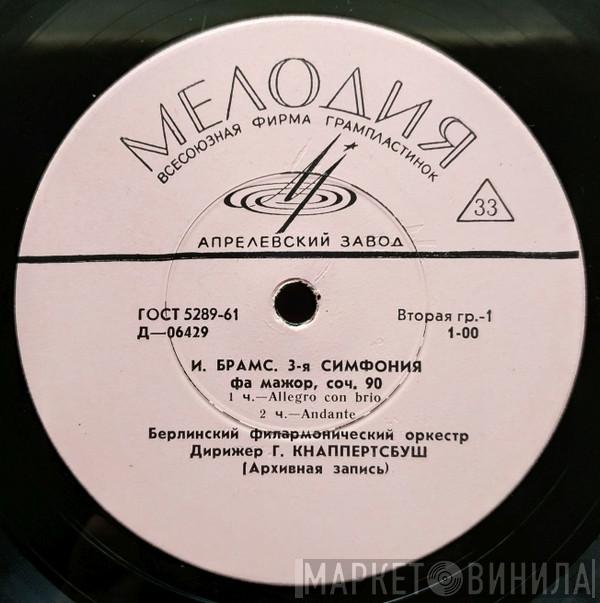 МЕЛОДИЯ
ВСЕСОЮЗНАЯ ФИРМА ГРАМПЛАСТИНОК
33
АПРЕЛЕВСКИЙ ЗАВОД
ГОСТ 5289-61
Вторая гр.-1
Д—06429
1-00
И. БРАМС. 3-я СИМФОНИЯ
фа мажор, соч. 90
1 ч.—Allegro con brio
2 ч.—Andante
Берлинский филармонический оркестр
Дирижер Г. КНАППЕРТСБУШ
(Архивная запись)
МАРКЕТ ВИНИЛА